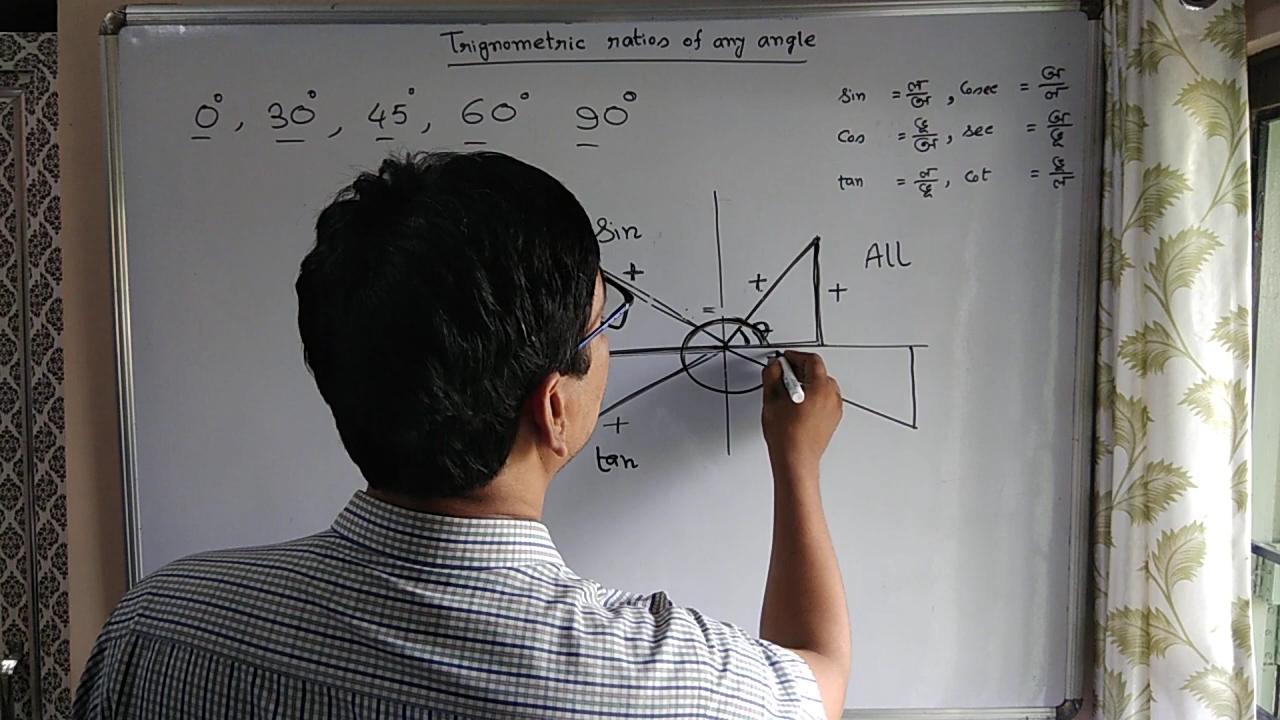 Trignometric ratios of any angle
0°, 30°, 45°, 60° 90°
sin = ल/अ, cosec = अ/ल
cos = छ/अ, sec = अ/छ
tan = ल/छ, cot = छ/ल
sin
All
+ + +
=
+
tan